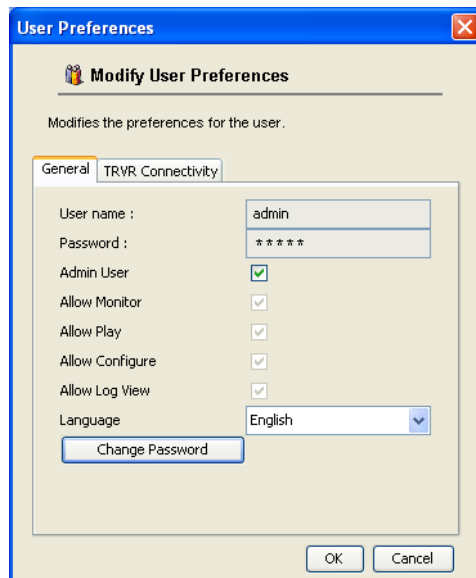 User Preferences
Modify User Preferences
Modifies the preferences for the user.
General TRVR Connectivity
User name : admin
Password : *****
Admin User
Allow Monitor
Allow Play
Allow Configure
Allow Log View
Language English
Change Password
OK Cancel